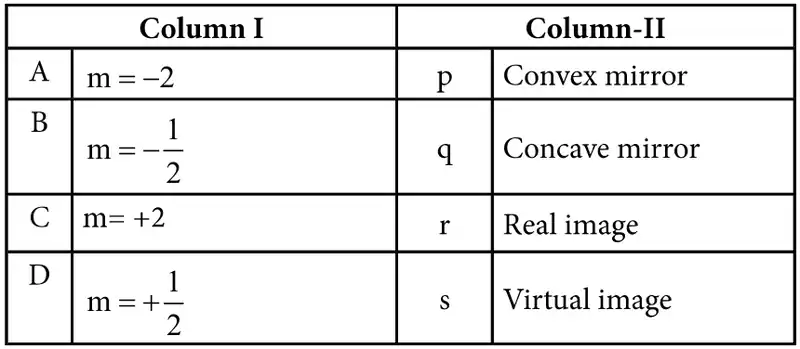 Column I Column-II
A m = −2 p Convex mirror
B m = −1/2 q Concave mirror
C m= +2 r Real image
D m = +1/2 s Virtual image